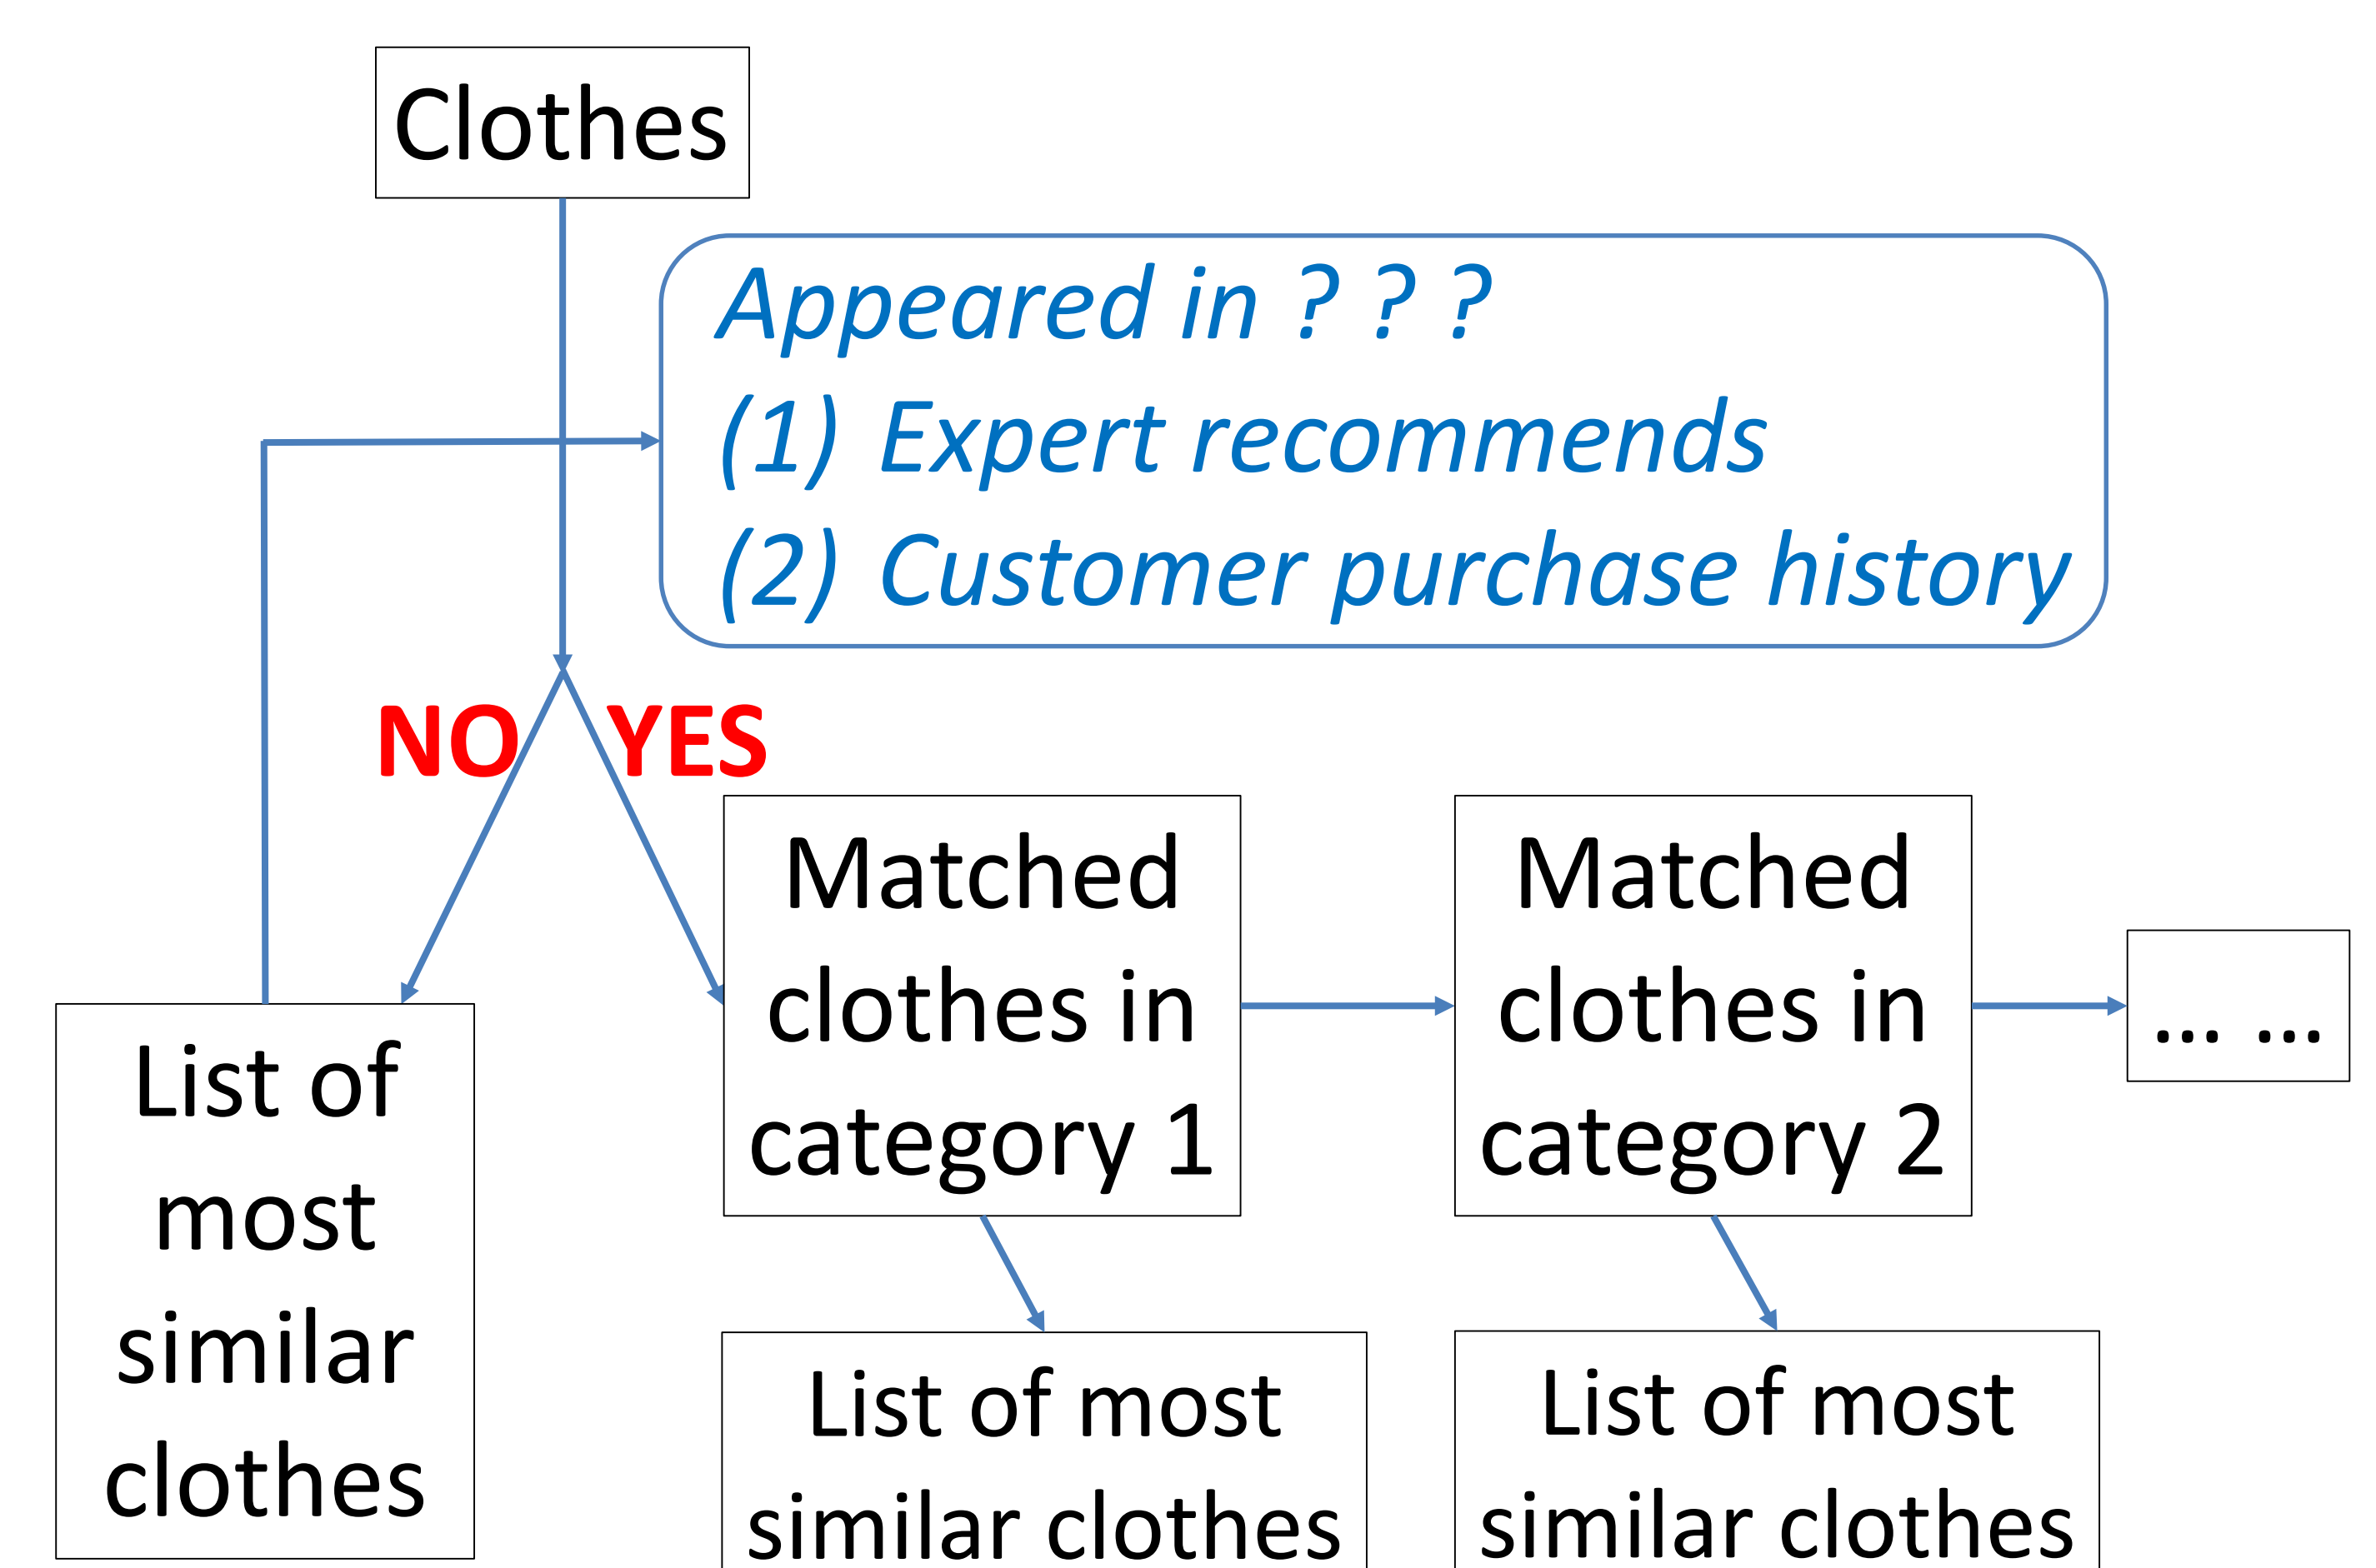 Clothes
Appeared in ? ? ?
(1) Expert recommends
(2) Customer purchase history
NO YES
Matched
clothes in
category 1
Matched
clothes in
category 2
... ...
List of
most
similar
clothes
List of most
similar clothes
List of most
similar clothes